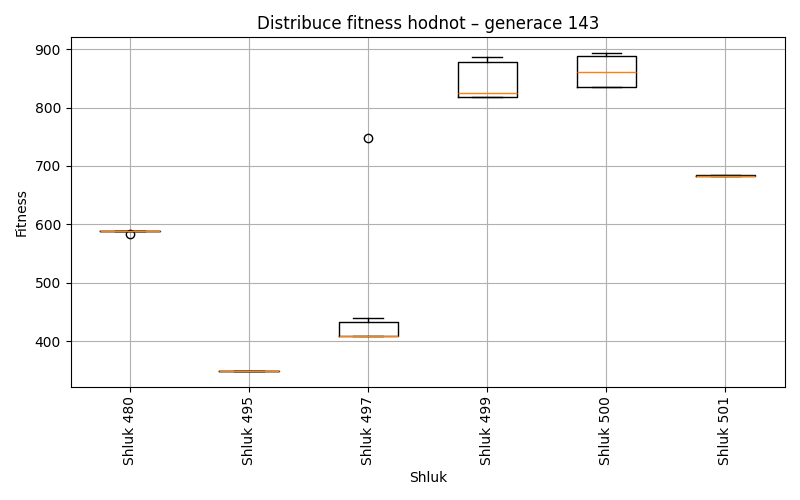 Distribuce fitness hodnot – generace 143
Fitness
900
800
700
600
500
400
Shluk 480
Shluk 495
Shluk 497
Shluk 499
Shluk 500
Shluk 501
Shluk